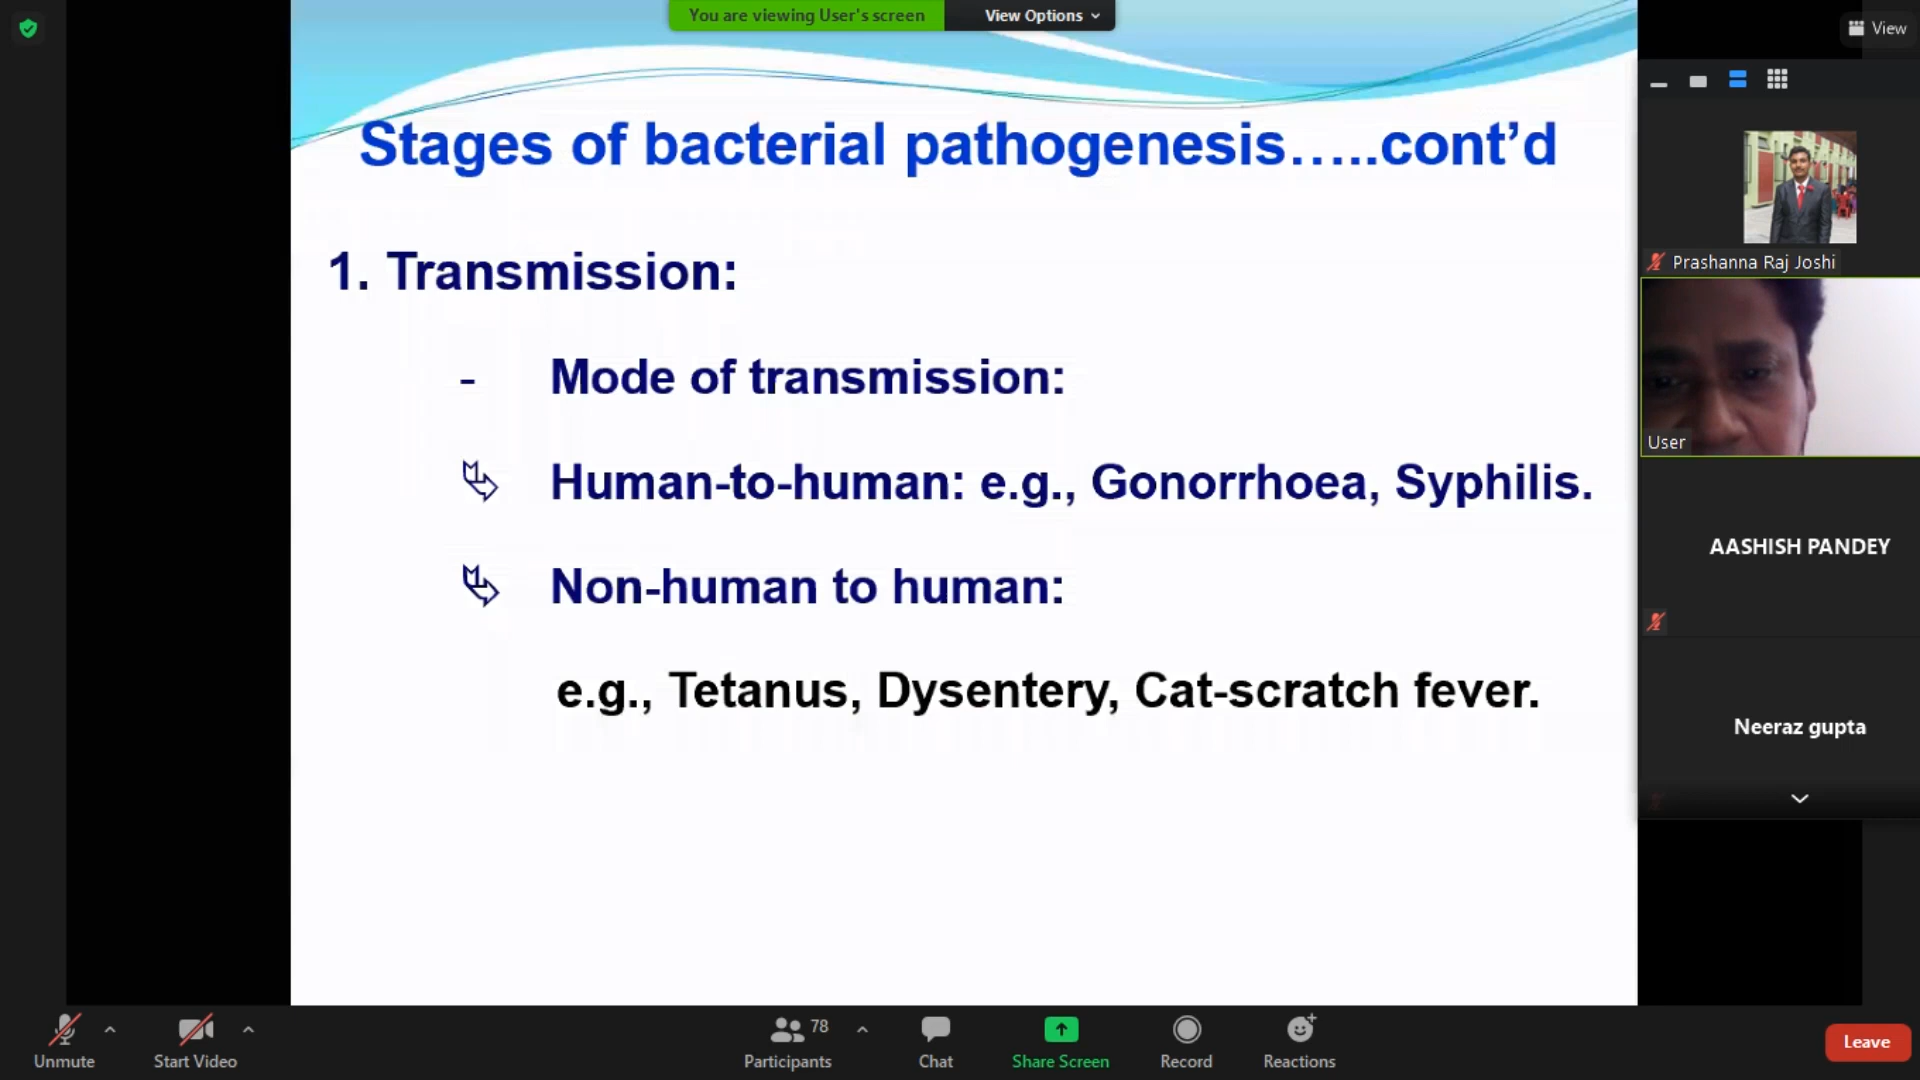 You are viewing User's screen
View Options
View
Stages of bacterial pathogenesis…..cont’d
1. Transmission:
- Mode of transmission:
Human-to-human: e.g., Gonorrhoea, Syphilis.
Non-human to human:
e.g., Tetanus, Dysentery, Cat-scratch fever.
Prashanna Raj Joshi
User
AASHISH PANDEY
Neeraz gupta
Unmute
Start Video
78
Participants
Chat
Share Screen
Record
Reactions
Leave